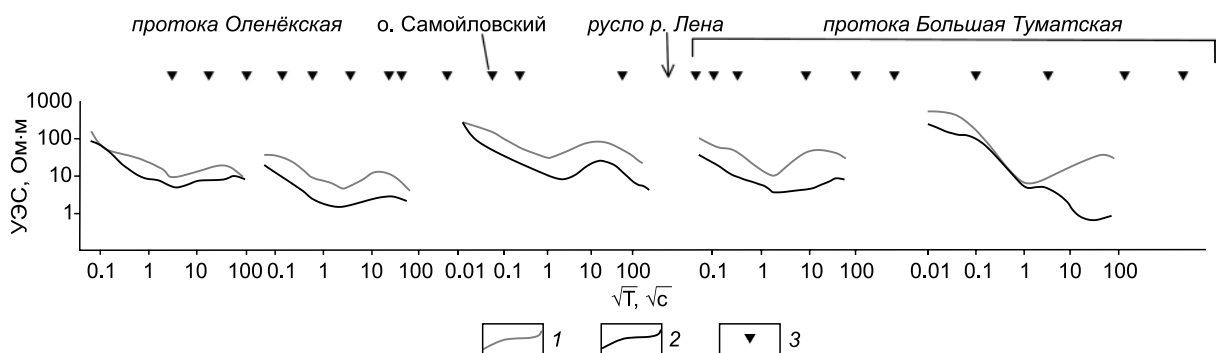 протока Оленёкская о. Самойловский русло р. Лена протока Большая Туматская
1000
100
10
1
УЭС, Ом·м
0.1 1 10 100 0.1 1 10 100 0.01 0.1 1 10 100 0.1 1 10 100 0.01 0.1 1 10 100
√T, √c
1 2 3